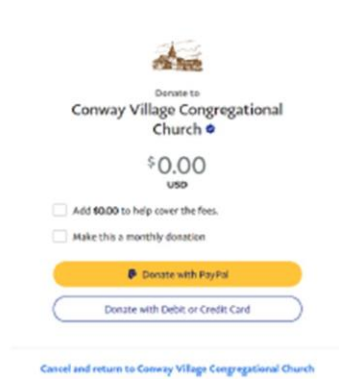 Donate to
Conway Village Congregational
Church
$0.00
USD
Add $0.00 to help cover the fees.
Make this a monthly donation
Donate with PayPal
Donate with Debit or Credit Card
Cancel and return to Conway Village Congregational Church